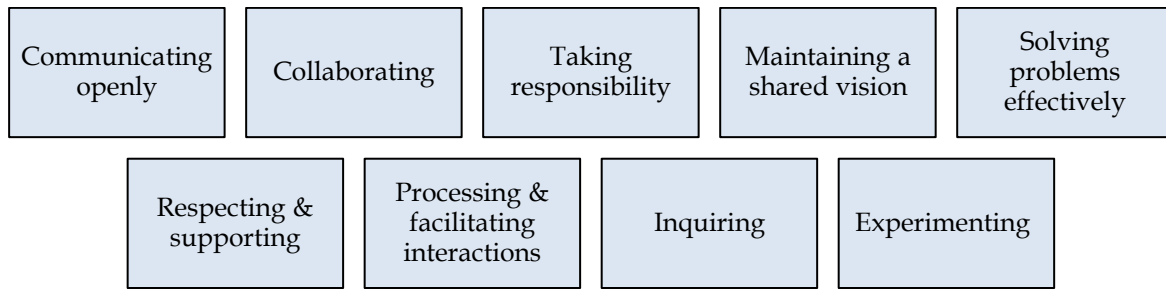 Communicating
openly
Collaborating
Taking
responsibility
Maintaining a
shared vision
Solving
problems
effectively
Respecting &
supporting
Processing &
facilitating
interactions
Inquiring
Experimenting